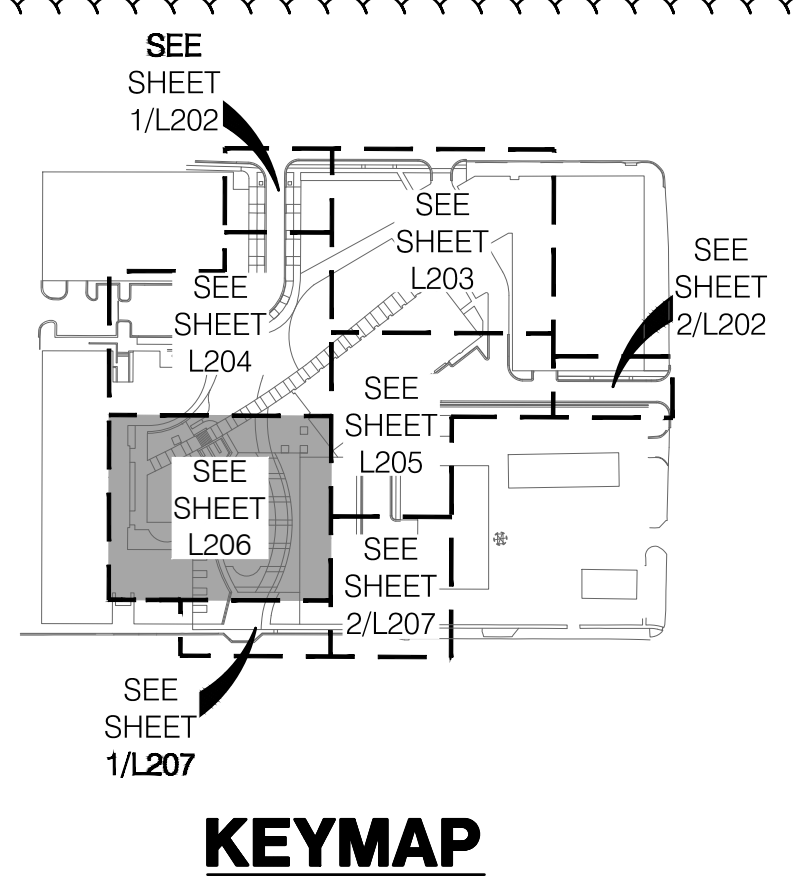 SEE
SHEET
1/L202
SEE
SHEET
L203
SEE
SHEET
2/L202
SEE
SHEET
L204
SEE
SHEET
L205
SEE
SHEET
L206
SEE
SHEET
2/L207
SEE
SHEET
1/L207
KEYMAP